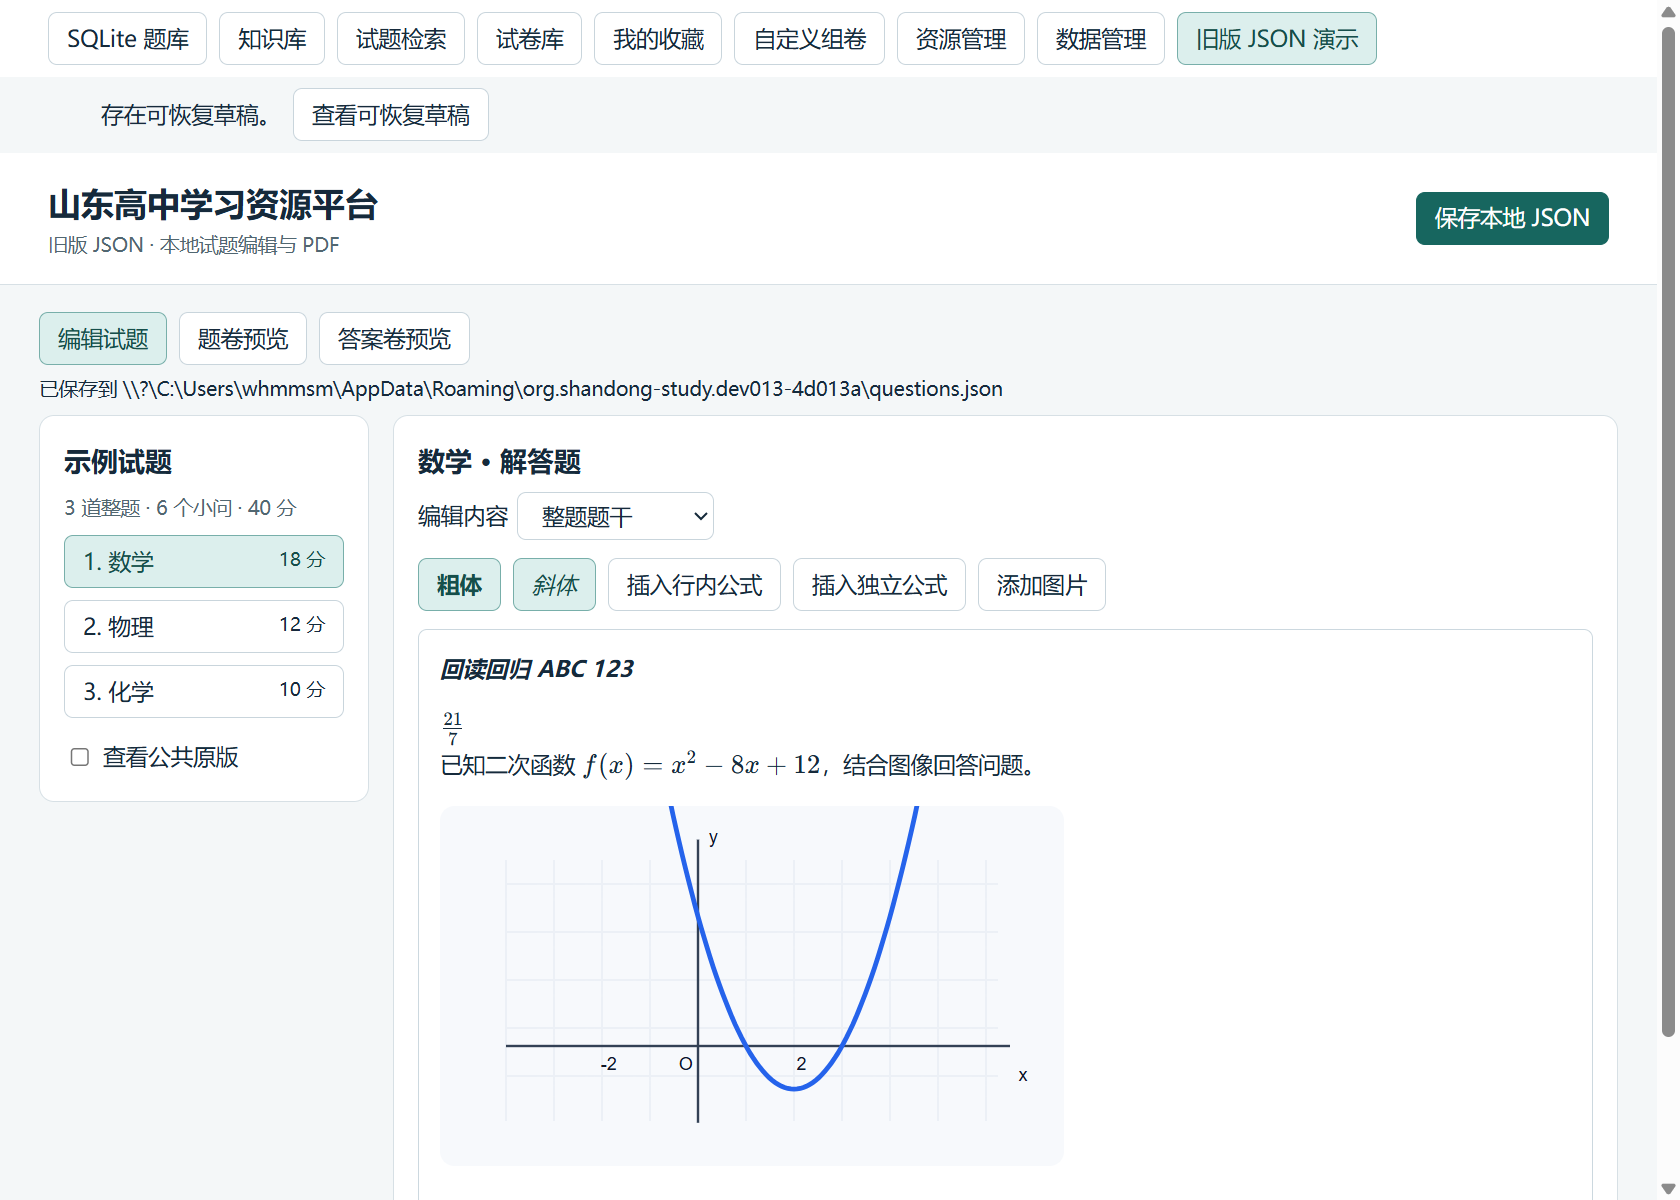 SQLite 题库 知识库 试题检索 试卷库 我的收藏 自定义组卷 资源管理 数据管理 旧版 JSON 演示
存在可恢复草稿。 查看可恢复草稿
山东高中学习资源平台
旧版 JSON · 本地试题编辑与 PDF
保存本地 JSON
编辑试题 题卷预览 答案卷预览
已保存到 \\?\C:\Users\whmmsm\AppData\Roaming\org.shandong-study.dev013-4d013a\questions.json
示例试题
3 道整题 · 6 个小问 · 40 分
1. 数学 18 分
2. 物理 12 分
3. 化学 10 分
查看公共原版
数学 • 解答题
编辑内容 整题题干
粗体 斜体 插入行内公式 插入独立公式 添加图片
回读回归 ABC 123
21/7
已知二次函数 f(x) = x² − 8x + 12，结合图像回答问题。
y
-2 O 2
x